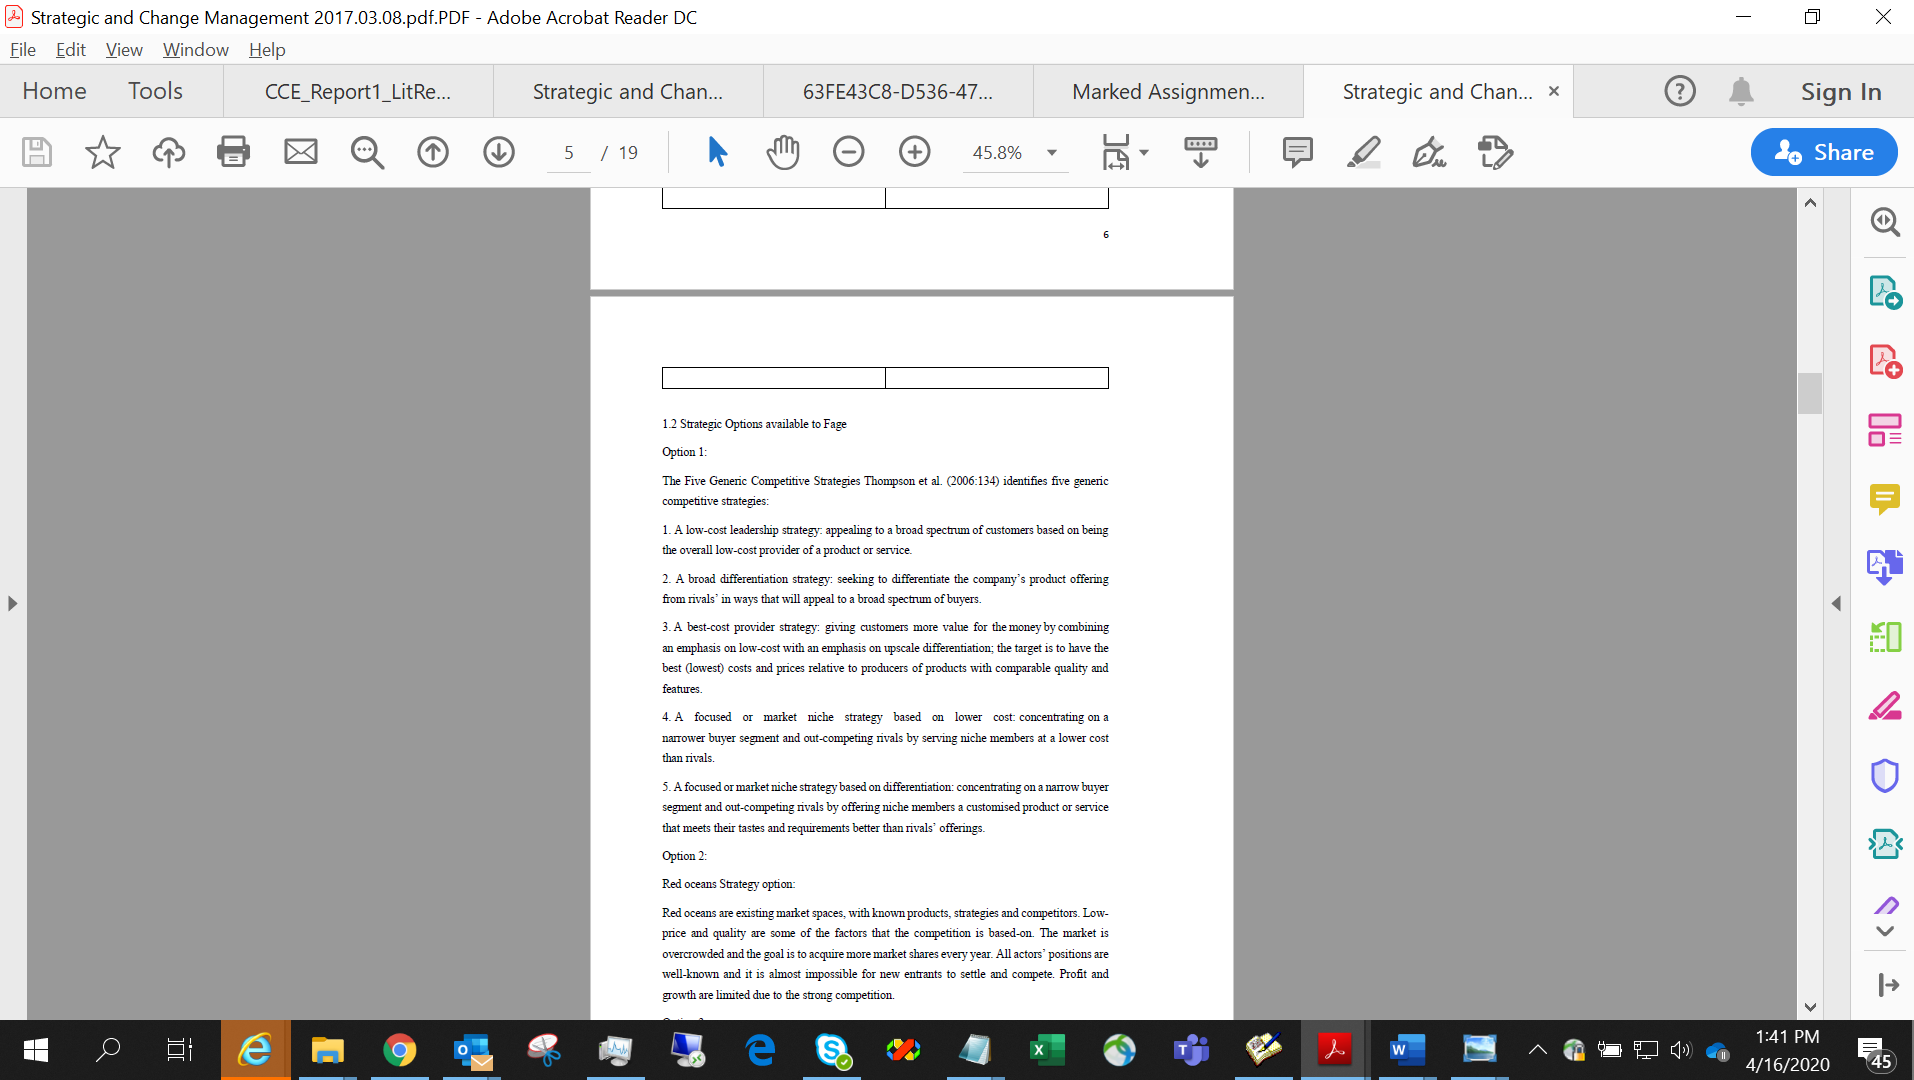 Strategic and Change Management 2017.03.08.pdf.PDF - Adobe Acrobat Reader DC
File Edit View Window Help
Home Tools CCE_Report1_LitRe... Strategic and Chan... 63FE43C8-D536-47... Marked Assignmen... Strategic and Chan... × Sign In
5 / 19 45.8% Share
6
1.2 Strategic Options available to Fage
Option 1:
The Five Generic Competitive Strategies Thompson et al. (2006:134) identifies five generic
competitive strategies:
1. A low-cost leadership strategy: appealing to a broad spectrum of customers based on being
the overall low-cost provider of a product or service.
2. A broad differentiation strategy: seeking to differentiate the company's product offering
from rivals' in ways that will appeal to a broad spectrum of buyers.
3. A best-cost provider strategy: giving customers more value for the money by combining
an emphasis on low-cost with an emphasis on upscale differentiation; the target is to have the
best (lowest) costs and prices relative to producers of products with comparable quality and
features.
4. A focused or market niche strategy based on lower cost: concentrating on a
narrower buyer segment and out-competing rivals by serving niche members at a lower cost
than rivals.
5. A focused or market niche strategy based on differentiation: concentrating on a narrow buyer
segment and out-competing rivals by offering niche members a customised product or service
that meets their tastes and requirements better than rivals' offerings.
Option 2:
Red oceans Strategy option:
Red oceans are existing market spaces, with known products, strategies and competitors. Low-
price and quality are some of the factors that the competition is based-on. The market is
overcrowded and the goal is to acquire more market shares every year. All actors' positions are
well-known and it is almost impossible for new entrants to settle and compete. Profit and
growth are limited due to the strong competition.
1:41 PM
4/16/2020
45